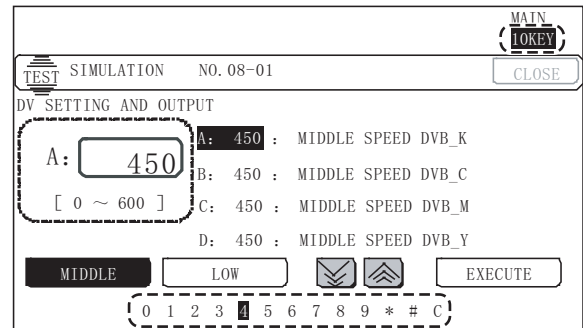 MAIN
10KEY
TEST SIMULATION NO. 08-01 CLOSE
DV SETTING AND OUTPUT
A: 450 [ 0 ～ 600 ]
A: 450 : MIDDLE SPEED DVB_K
B: 450 : MIDDLE SPEED DVB_C
C: 450 : MIDDLE SPEED DVB_M
D: 450 : MIDDLE SPEED DVB_Y
MIDDLE LOW EXECUTE
0 1 2 3 4 5 6 7 8 9 * # C